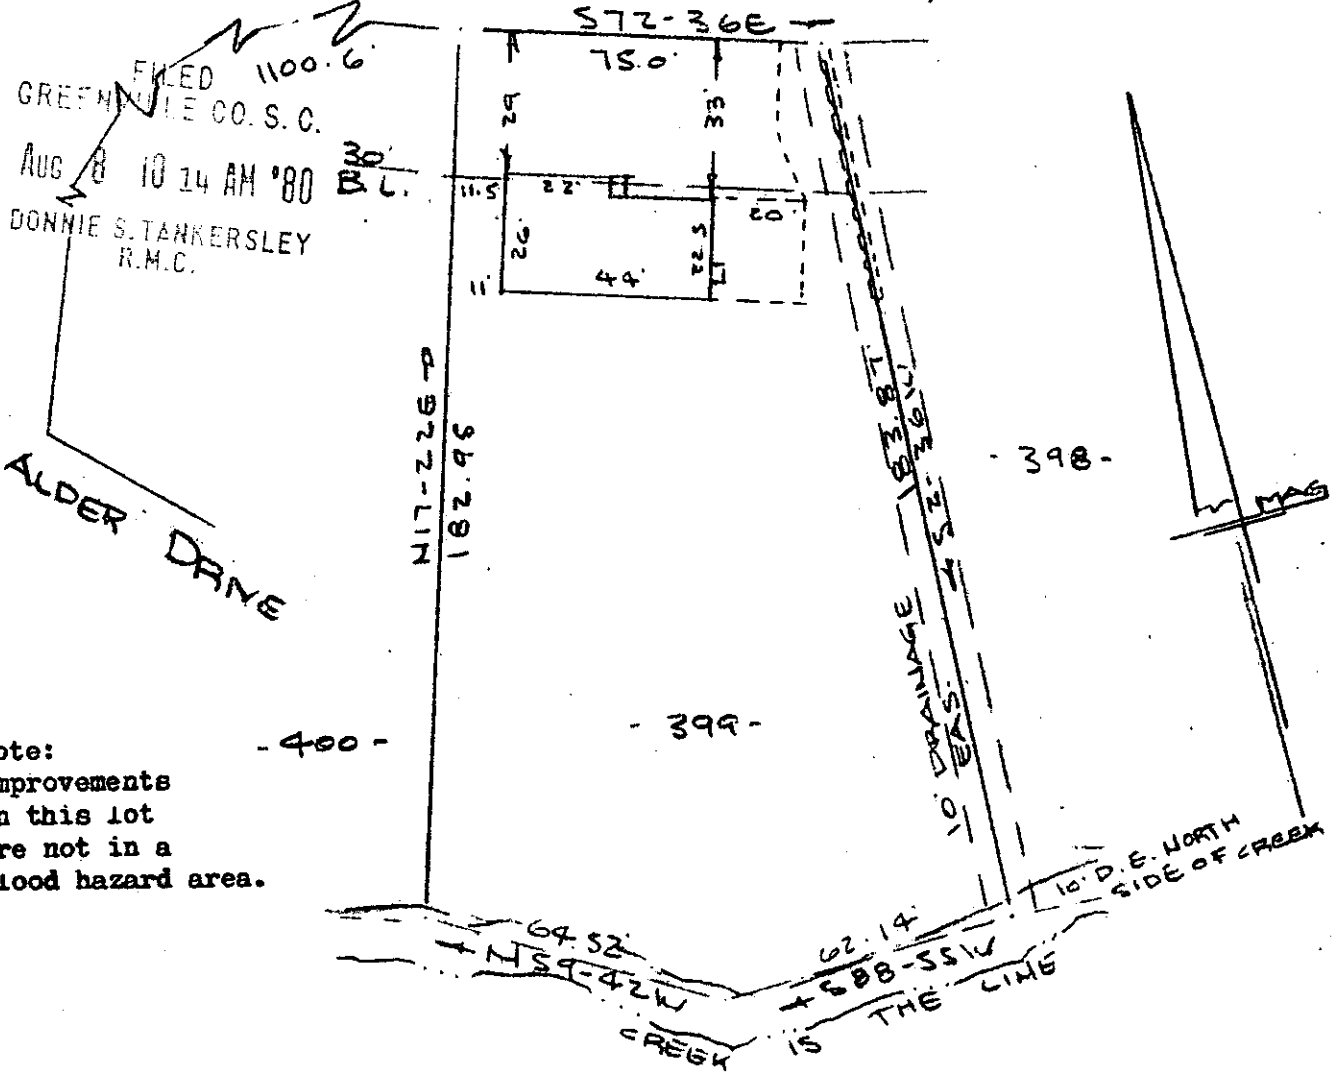 S72-36E
1100.6'
75.0'
FILED
GREENVILLE CO. S. C.
AUG 8 10 14 AM '80
DONNIE S. TANKERSLEY
R.M.C.
30'
B.L.
29
33'
11.5
22'
20'
26'
22.5
11'
44'
N17-22E
182.95
183.87
S2-36W
- 398 -
MAG
ALDER DRIVE
10' DRAINAGE
EAS.
- 400 -
- 399 -
ote:
mprovements
n this lot
re not in a
lood hazard area.
10' D.E. NORTH
SIDE OF CREEK
64.52'
N59-42W
62.14'
S88-55W
CREEK IS THE LINE